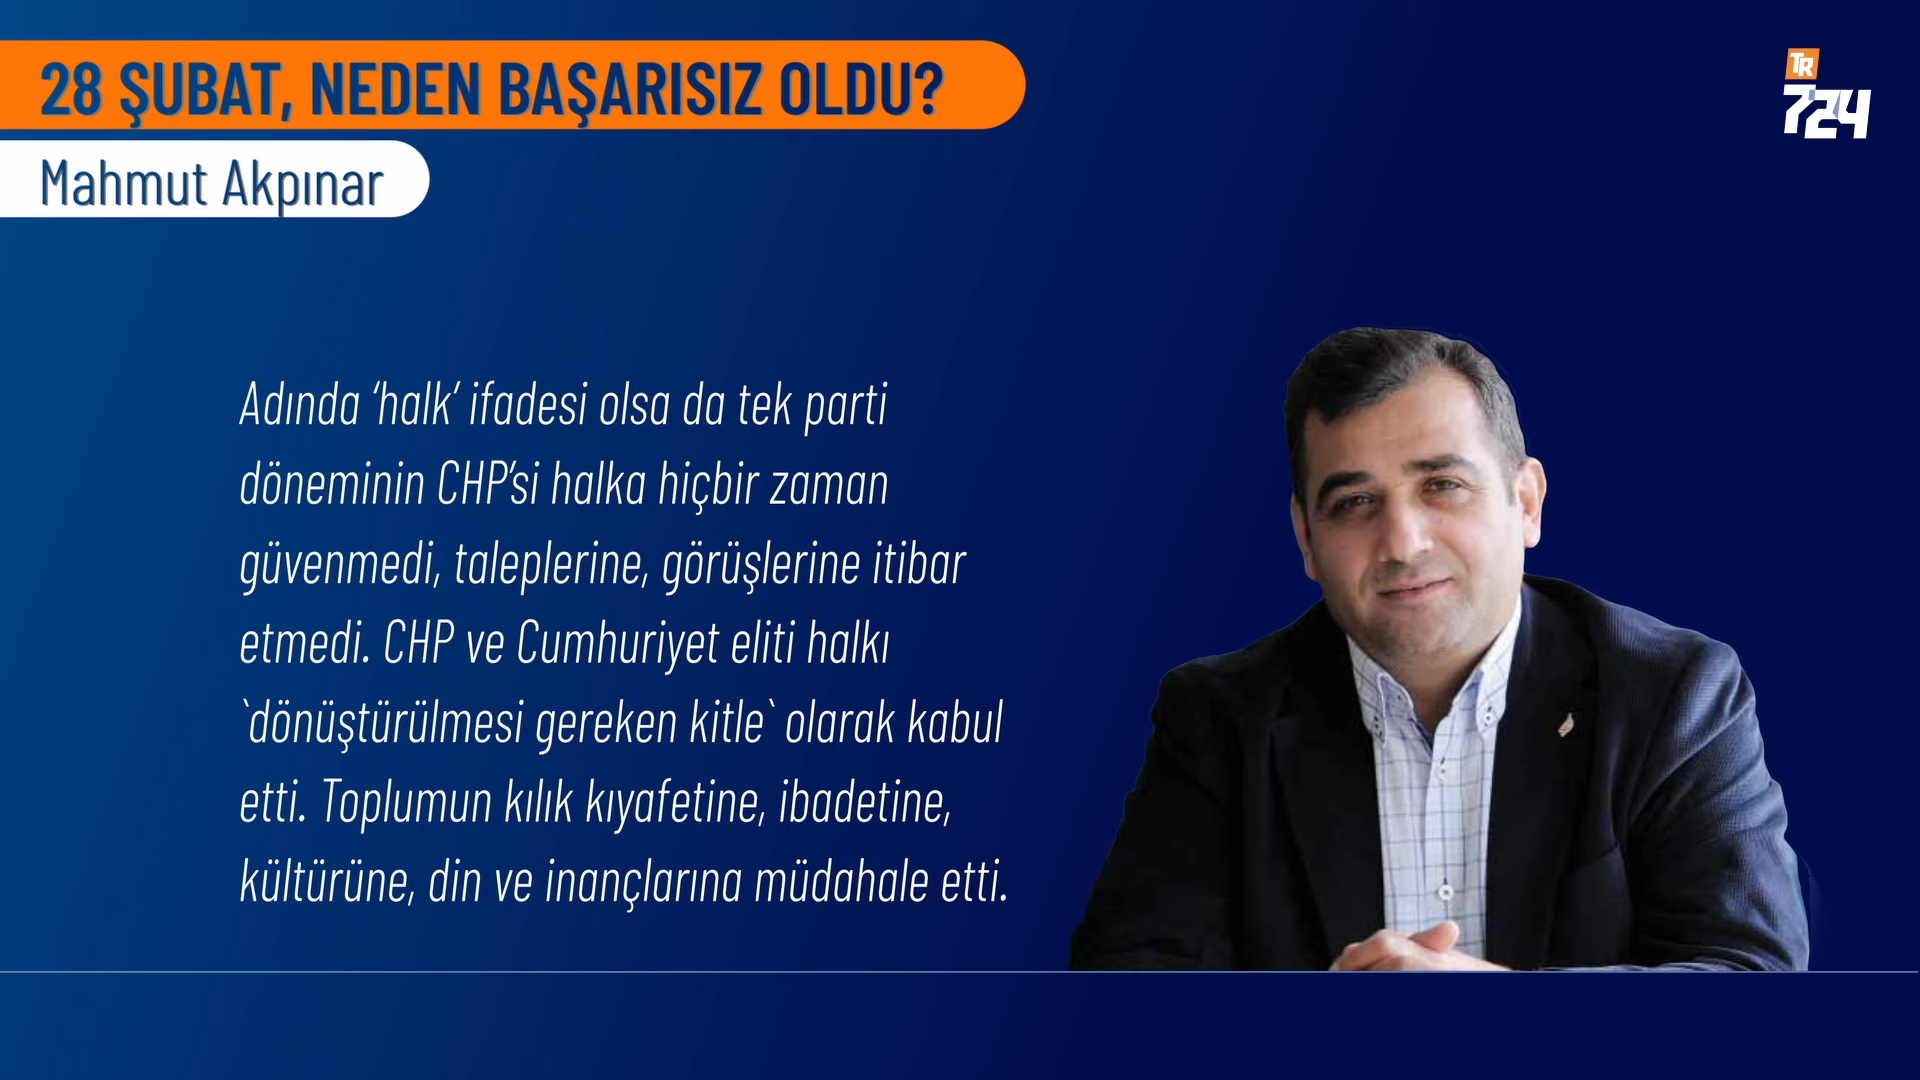 28 ŞUBAT, NEDEN BAŞARISIZ OLDU?
Mahmut Akpınar
TR
724
Adında ‘halk’ ifadesi olsa da tek parti
döneminin CHP’si halka hiçbir zaman
güvenmedi, taleplerine, görüşlerine itibar
etmedi. CHP ve Cumhuriyet eliti halkı
`dönüştürülmesi gereken kitle` olarak kabul
etti. Toplumun kılık kıyafetine, ibadetine,
kültürüne, din ve inançlarına müdahale etti.